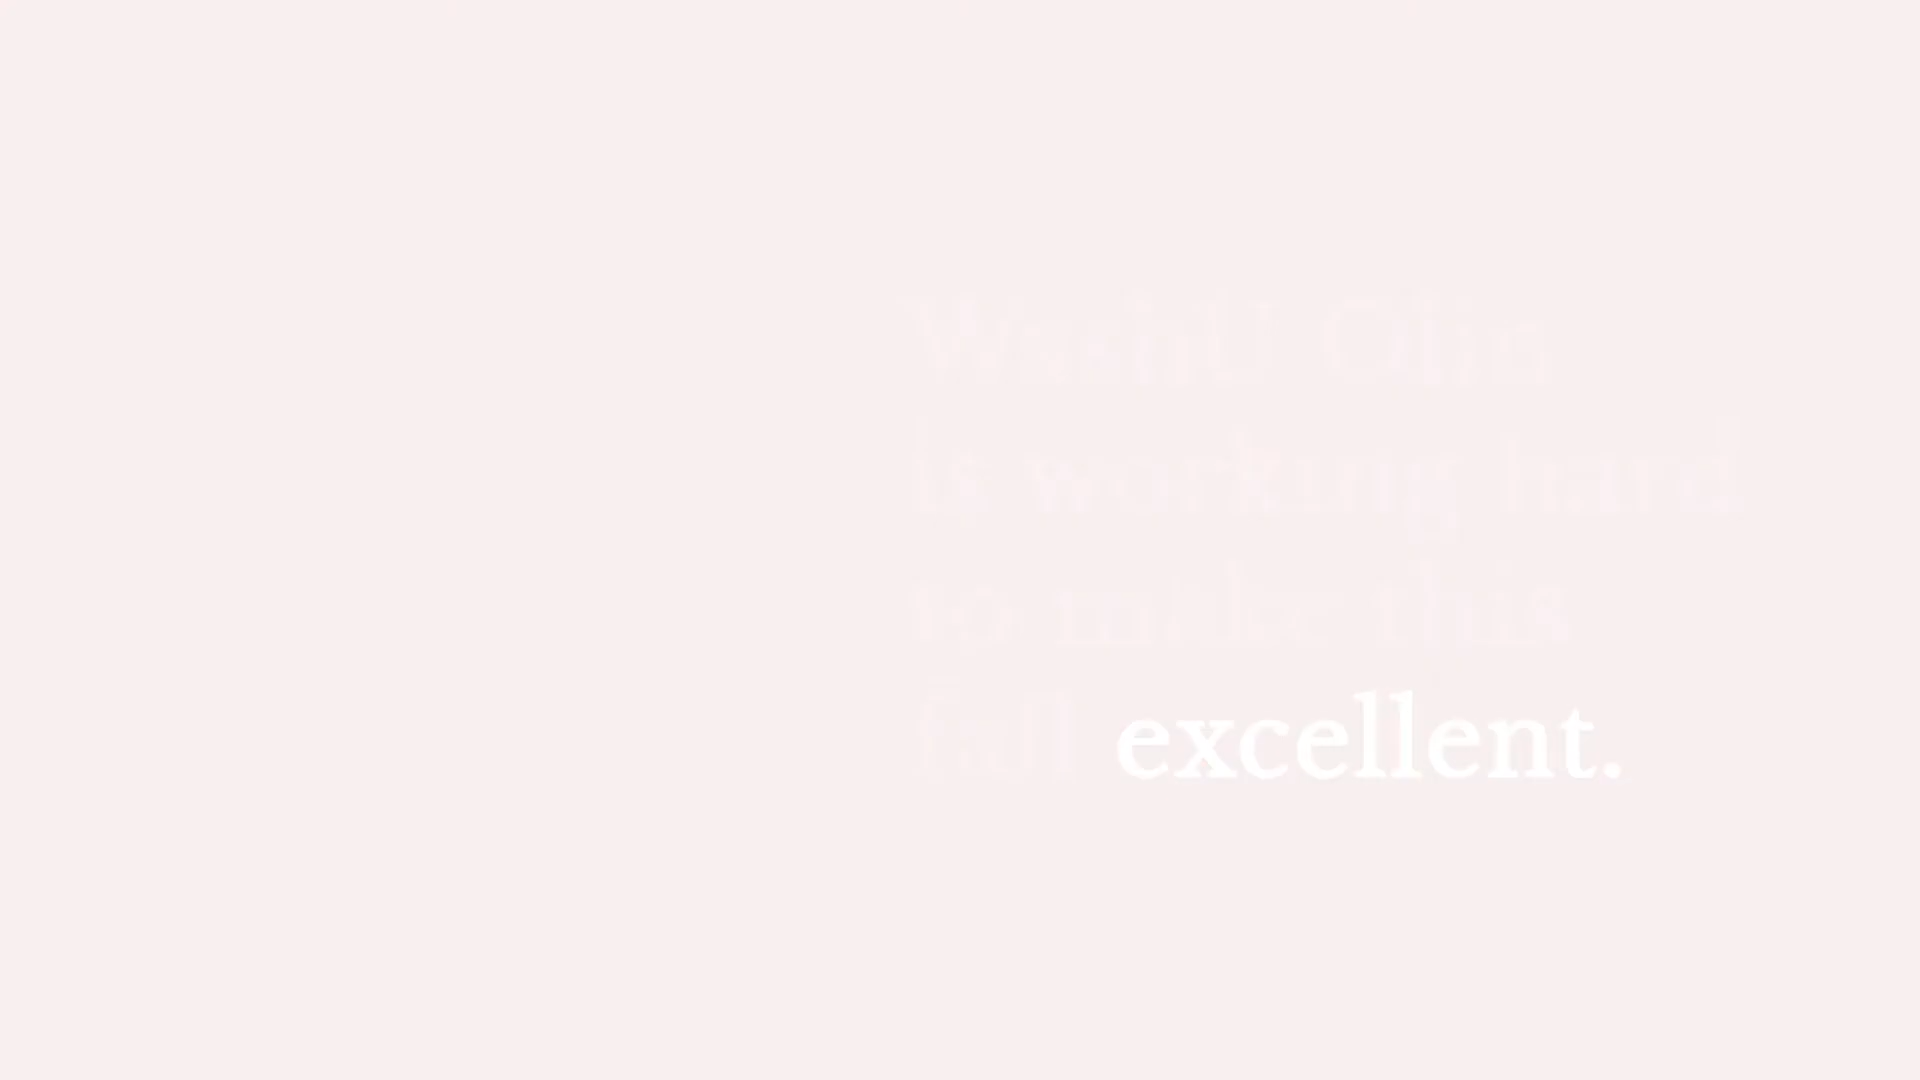 WashU Olin
is working hard
to make this
fall excellent.